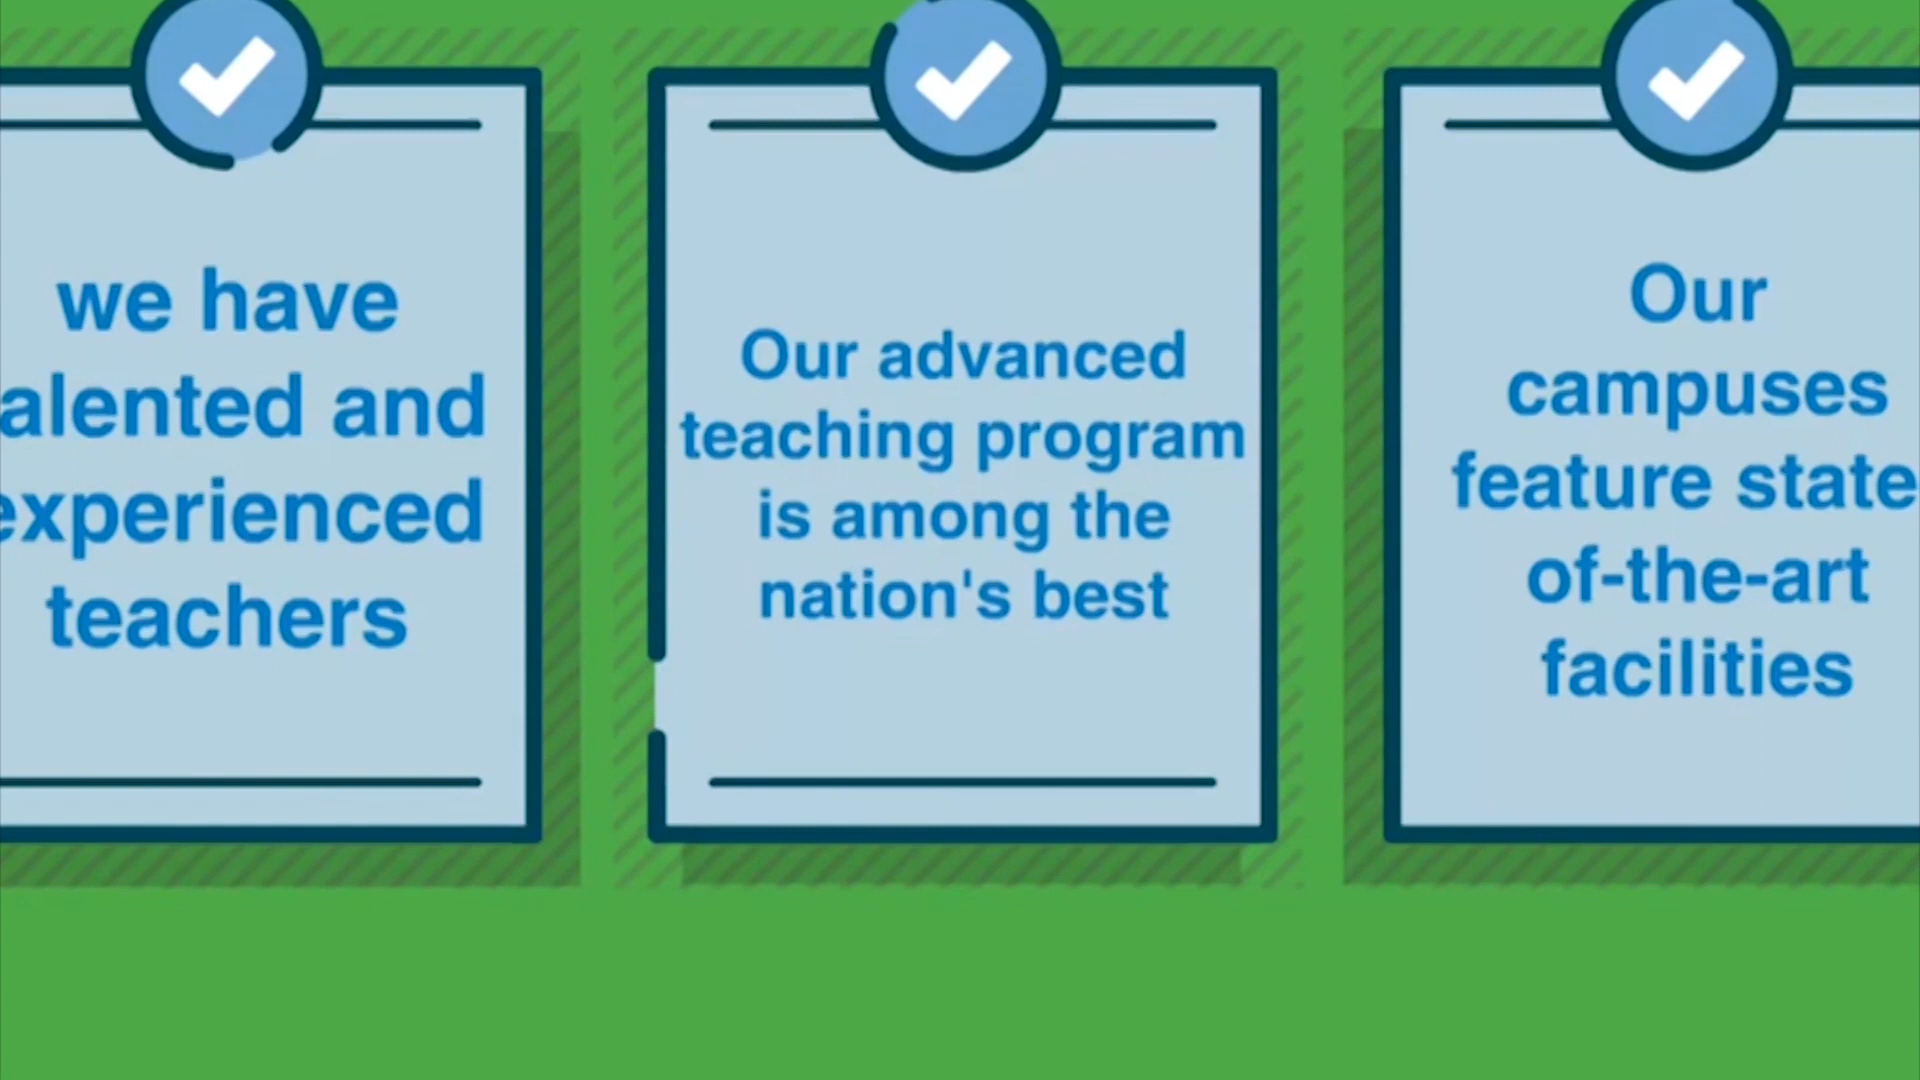 we have
alented and
experienced
teachers
Our advanced
teaching program
is among the
nation's best
Our
campuses
feature state
of-the-art
facilities